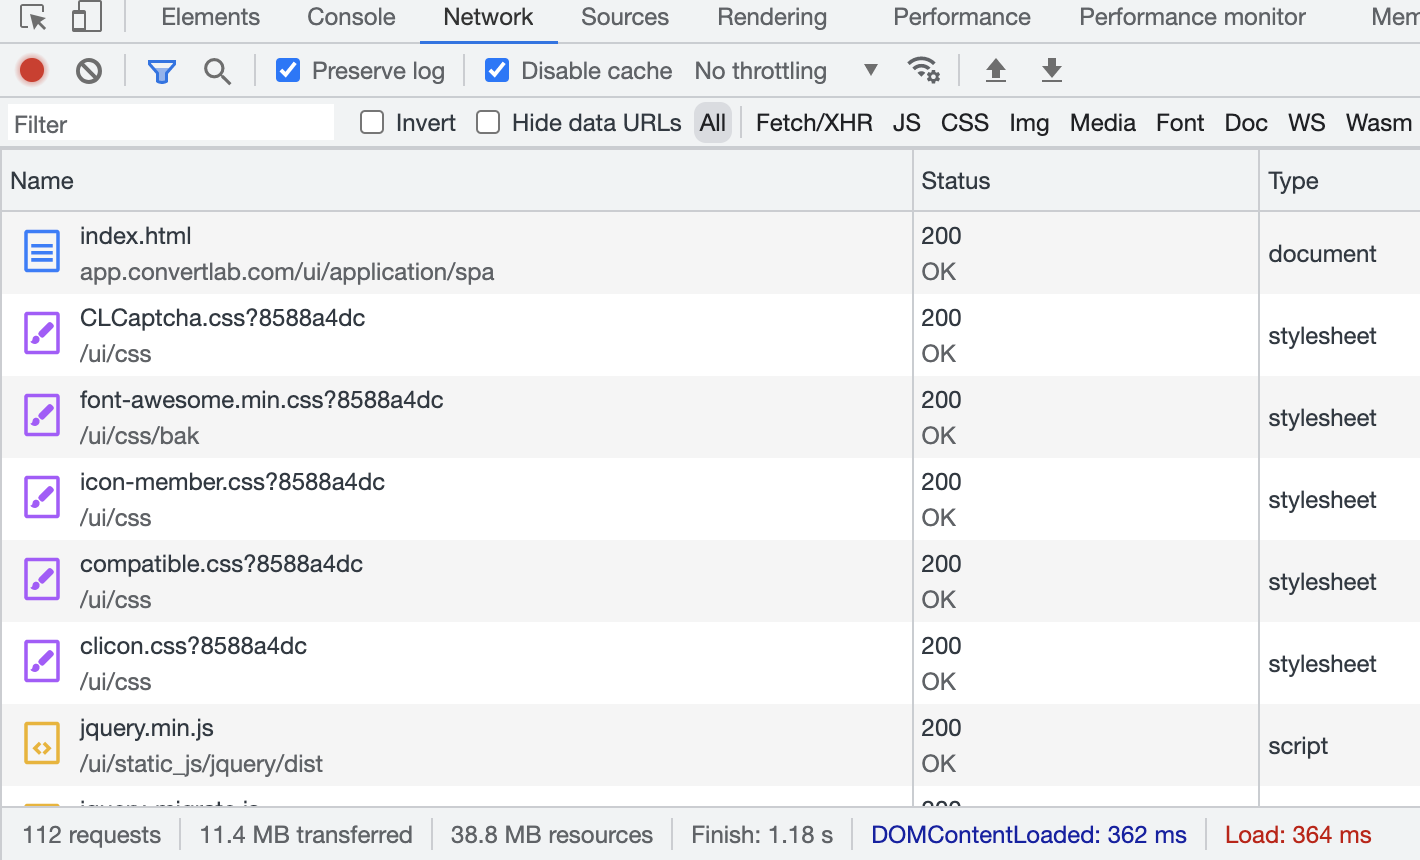 Elements Console Network Sources Rendering Performance Performance monitor Mem
Preserve log Disable cache No throttling
Filter Invert Hide data URLs All Fetch/XHR JS CSS Img Media Font Doc WS Wasm
Name Status Type
index.html 200
app.convertlab.com/ui/application/spa OK document
CLCaptcha.css?8588a4dc 200
/ui/css OK stylesheet
font-awesome.min.css?8588a4dc 200
/ui/css/bak OK stylesheet
icon-member.css?8588a4dc 200
/ui/css OK stylesheet
compatible.css?8588a4dc 200
/ui/css OK stylesheet
clicon.css?8588a4dc 200
/ui/css OK stylesheet
jquery.min.js 200
/ui/static_js/jquery/dist OK script
112 requests 11.4 MB transferred 38.8 MB resources Finish: 1.18 s DOMContentLoaded: 362 ms Load: 364 ms